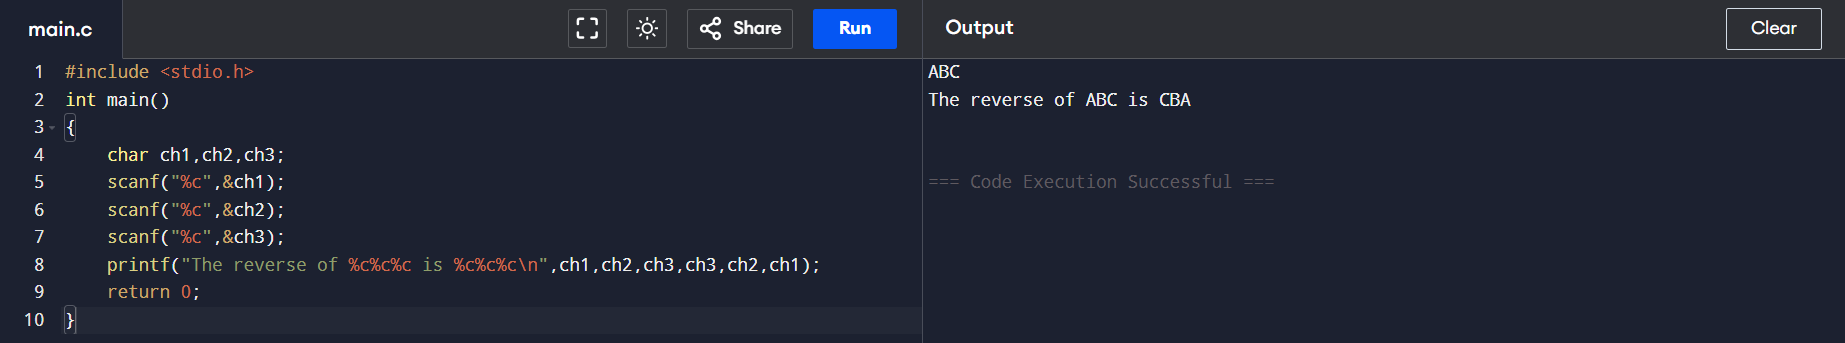 main.c Share Run Output Clear
1 #include <stdio.h>
2 int main()
3 {
4     char ch1,ch2,ch3;
5     scanf("%c",&ch1);
6     scanf("%c",&ch2);
7     scanf("%c",&ch3);
8     printf("The reverse of %c%c%c is %c%c%c\n",ch1,ch2,ch3,ch3,ch2,ch1);
9     return 0;
10 }
ABC
The reverse of ABC is CBA
=== Code Execution Successful ===